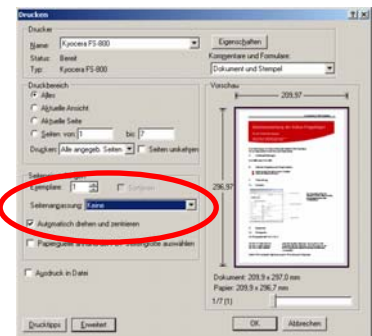 Drucken
Drucker
Name: Kyocera FS-800
Eigenschaften
Status: Bereit
Kommentare und Formulare:
Typ: Kyocera FS-800
Dokument und Stempel
Druckbereich
Alles
Aktuelle Ansicht
Aktuelle Seite
Seiten von: 1 bis: 7
Drucken: Alle angegeb. Seiten
Seiten umkehren
Exemplare: 1
Sortieren
Seitenanpassung: Keine
Automatisch drehen und zentrieren
Papierquelle auswählen
Ausdruck in Datei
Vorschau
209,97
296,97
Dokument: 209,9 x 297,0 mm
Papier: 209,9 x 296,7 mm
1/7 (1)
Drucktipps
Erweitert
OK
Abbrechen